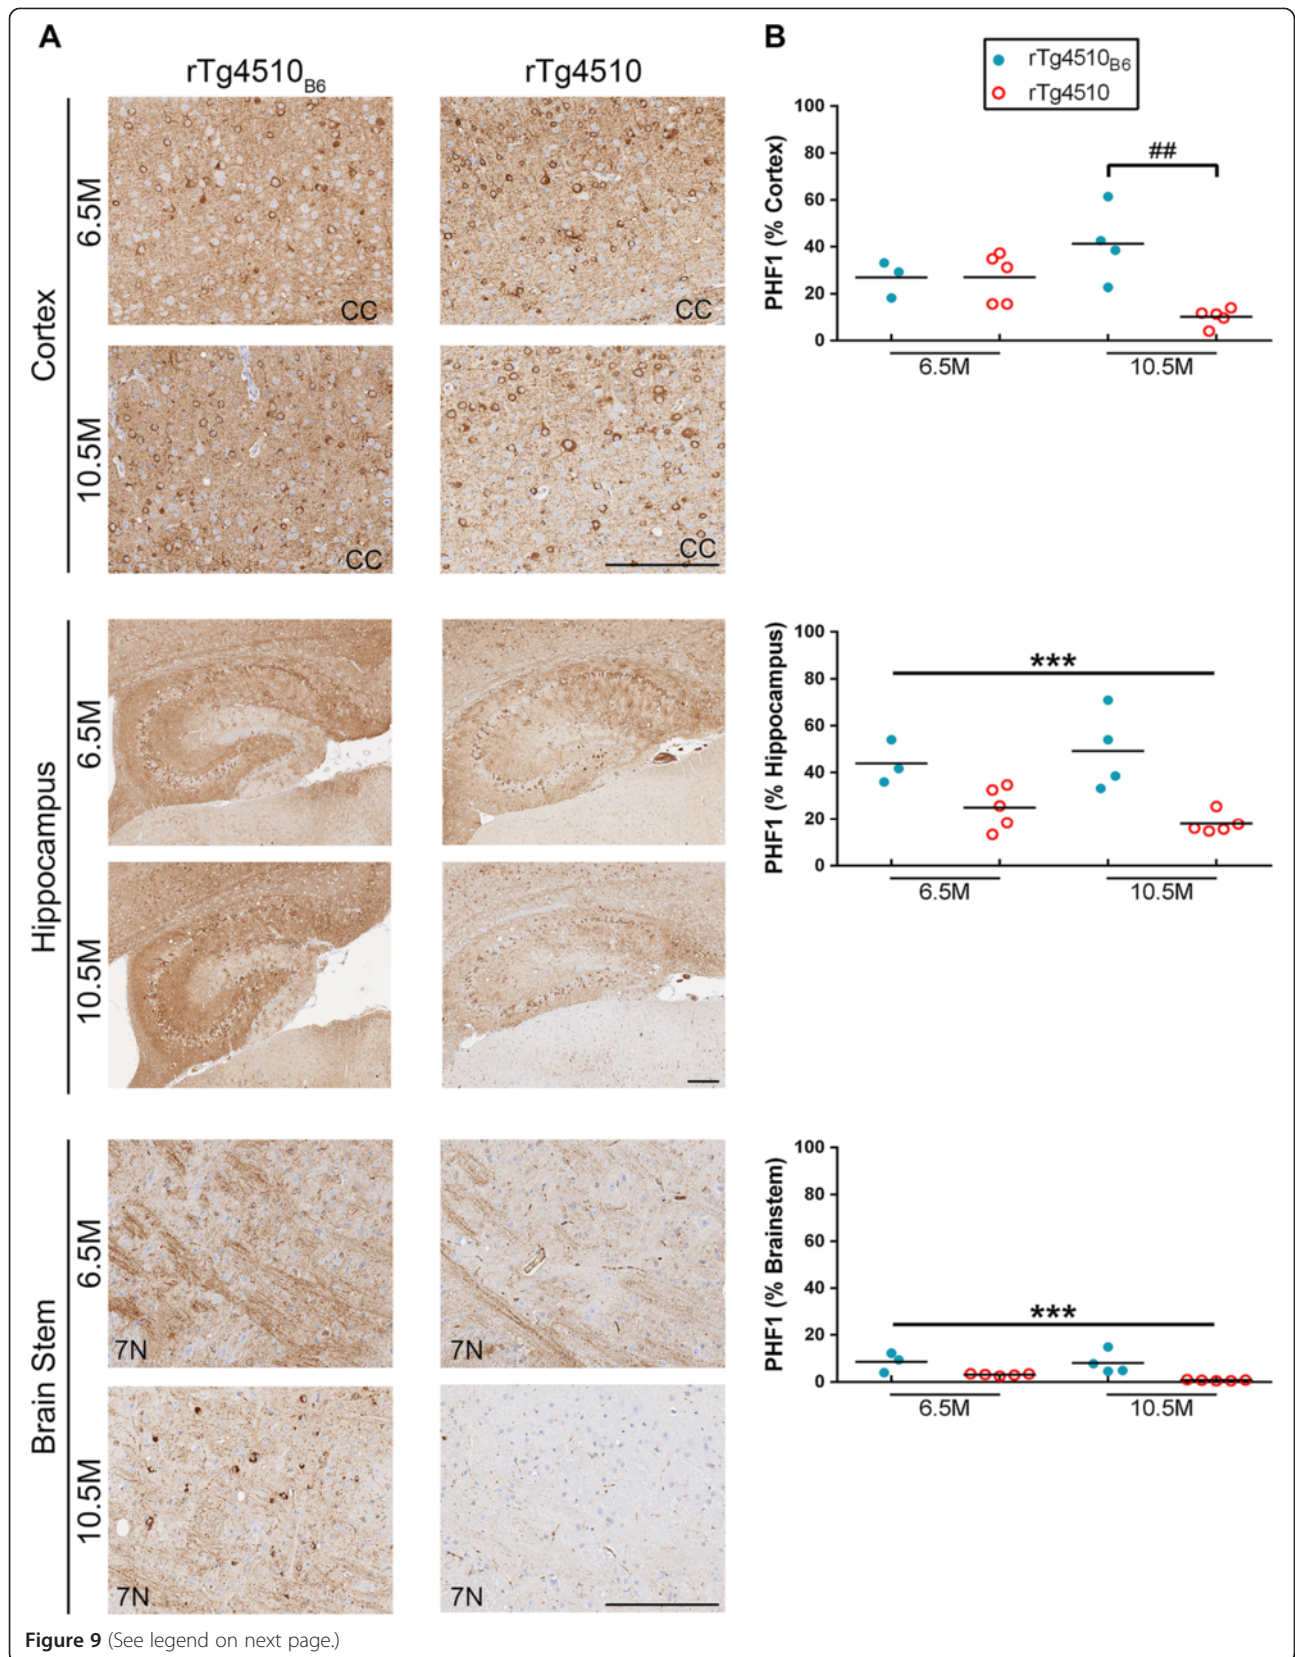 A
rTg4510B6
rTg4510
Cortex
6.5M
CC
CC
10.5M
CC
CC
Hippocampus
6.5M
10.5M
Brain Stem
6.5M
7N
7N
10.5M
7N
7N
B
rTg4510B6
rTg4510
PHF1 (% Cortex)
100
80
60
40
20
0
##
6.5M
10.5M
PHF1 (% Hippocampus)
100
80
60
40
20
0
***
6.5M
10.5M
PHF1 (% Brainstem)
100
80
60
40
20
0
***
6.5M
10.5M
Figure 9 (See legend on next page.)